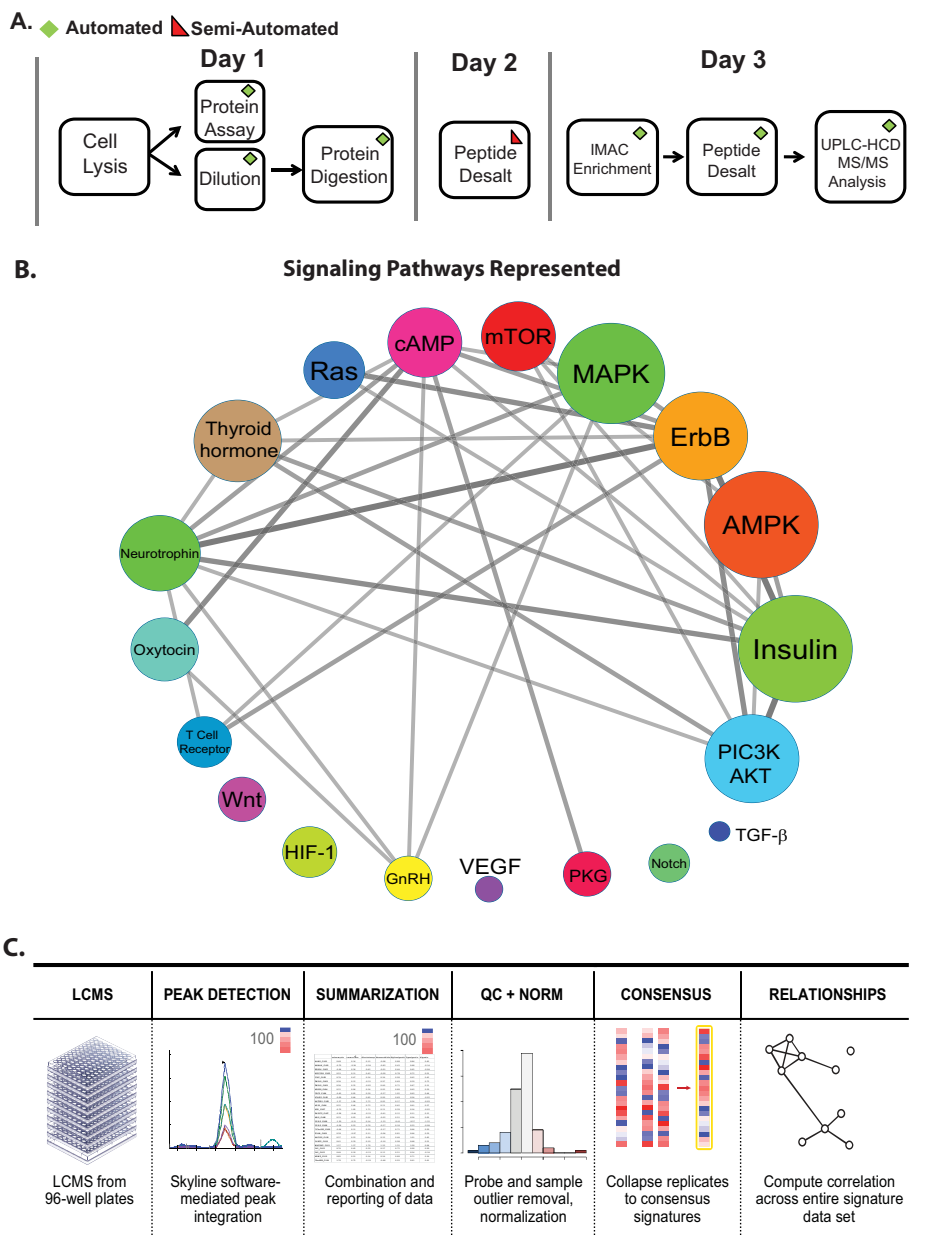 A.
Automated
Semi-Automated
Day 1
Day 2
Day 3
Cell
Lysis
Protein
Assay
Dilution
Protein
Digestion
Peptide
Desalt
IMAC
Enrichment
Peptide
Desalt
UPLC-HCD
MS/MS
Analysis
B.
Signaling Pathways Represented
cAMP
mTOR
Ras
MAPK
Thyroid
hormone
ErbB
AMPK
Neurotrophin
Insulin
Oxytocin
T Cell
Receptor
PIC3K
AKT
Wnt
TGF-β
HIF-1
GnRH
VEGF
PKG
Notch
C.
LCMS
PEAK DETECTION
SUMMARIZATION
QC + NORM
CONSENSUS
RELATIONSHIPS
100
100
LCMS from
96-well plates
Skyline software-
mediated peak
integration
Combination and
reporting of data
Probe and sample
outlier removal,
normalization
Collapse replicates
to consensus
signatures
Compute correlation
across entire signature
data set